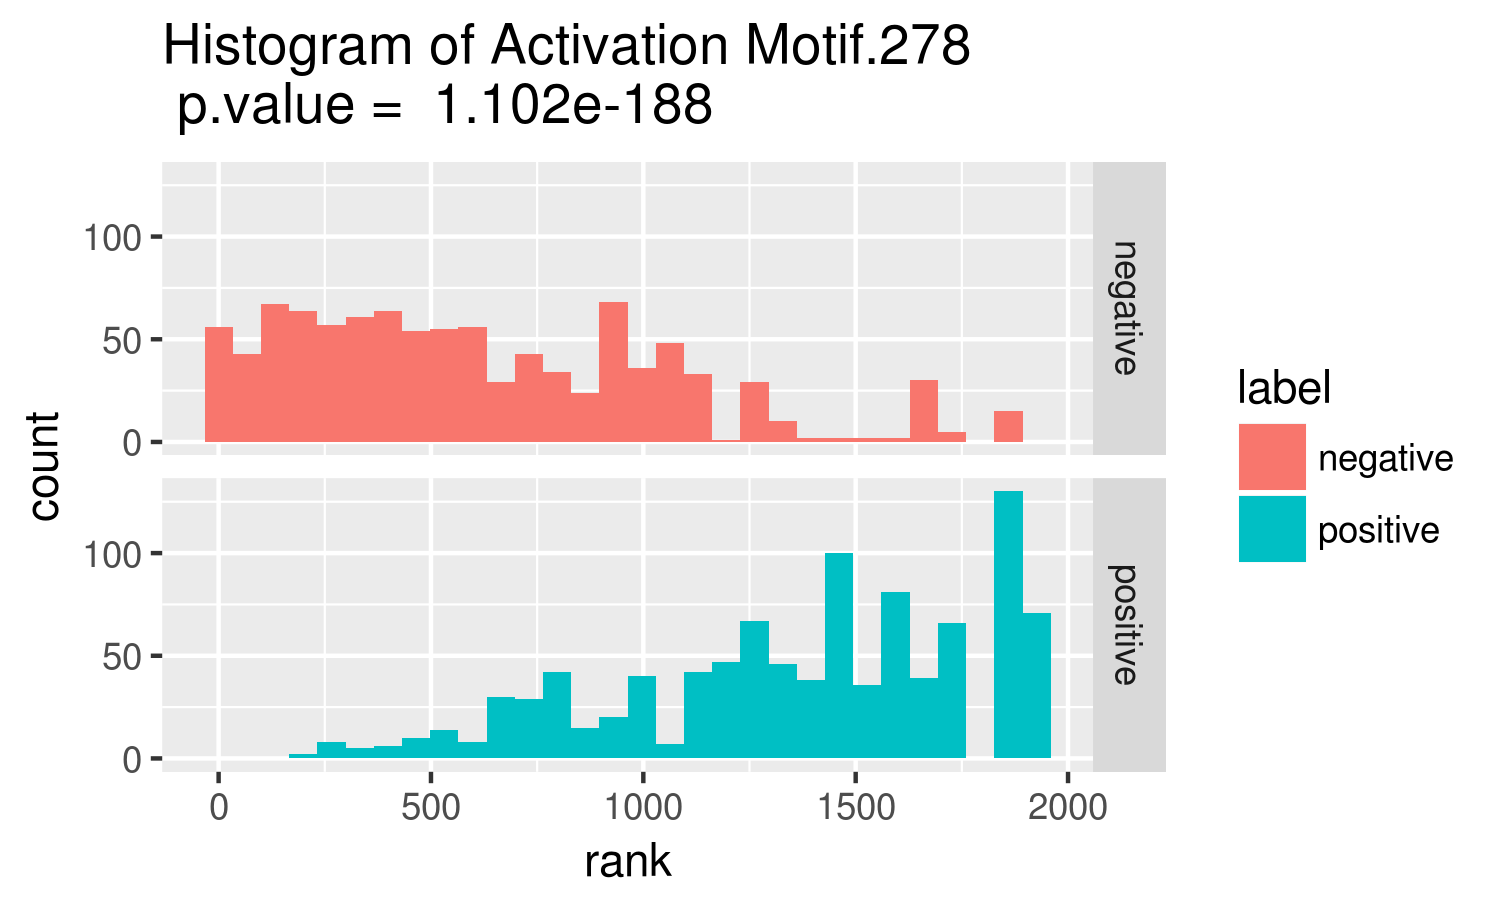 Histogram of Activation Motif.278
p.value = 1.102e-188
count
100
50
0
negative
100
50
0
positive
0 500 1000 1500 2000
rank
label
negative
positive